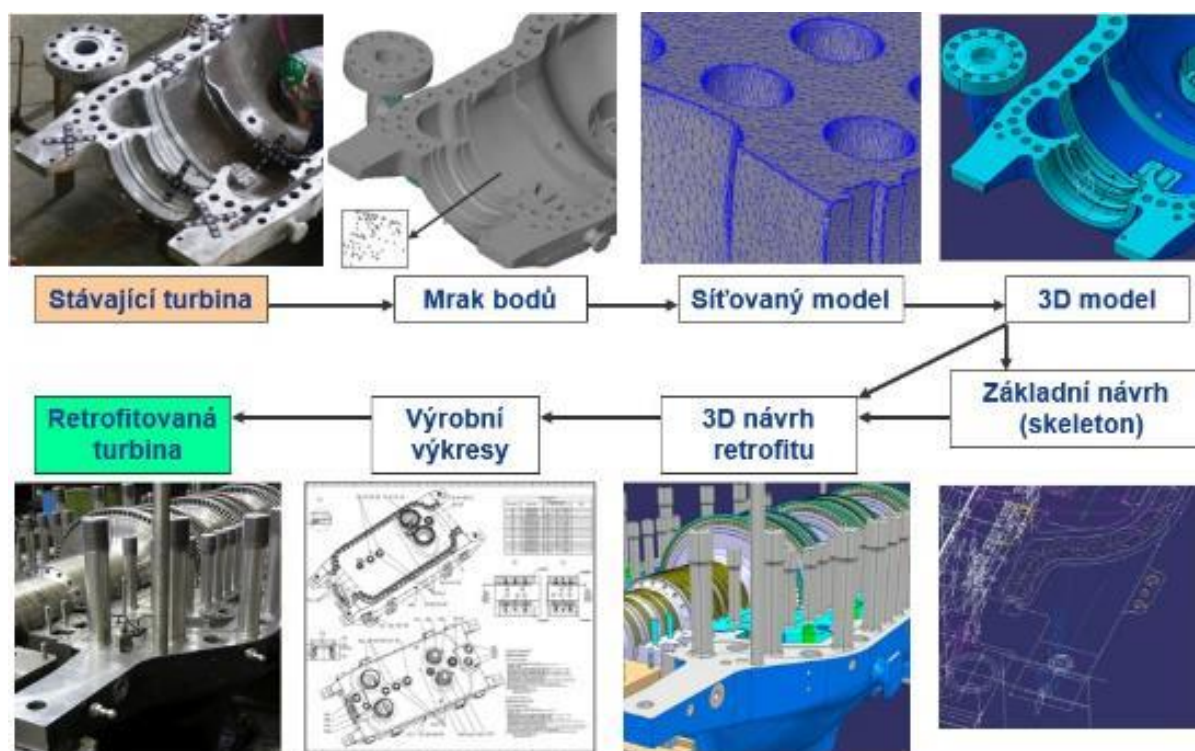 Stávající turbina
Mrak bodů
Síťovaný model
3D model
Základní návrh
(skeleton)
3D návrh
retrofitu
Výrobní
výkresy
Retrofitovaná
turbina